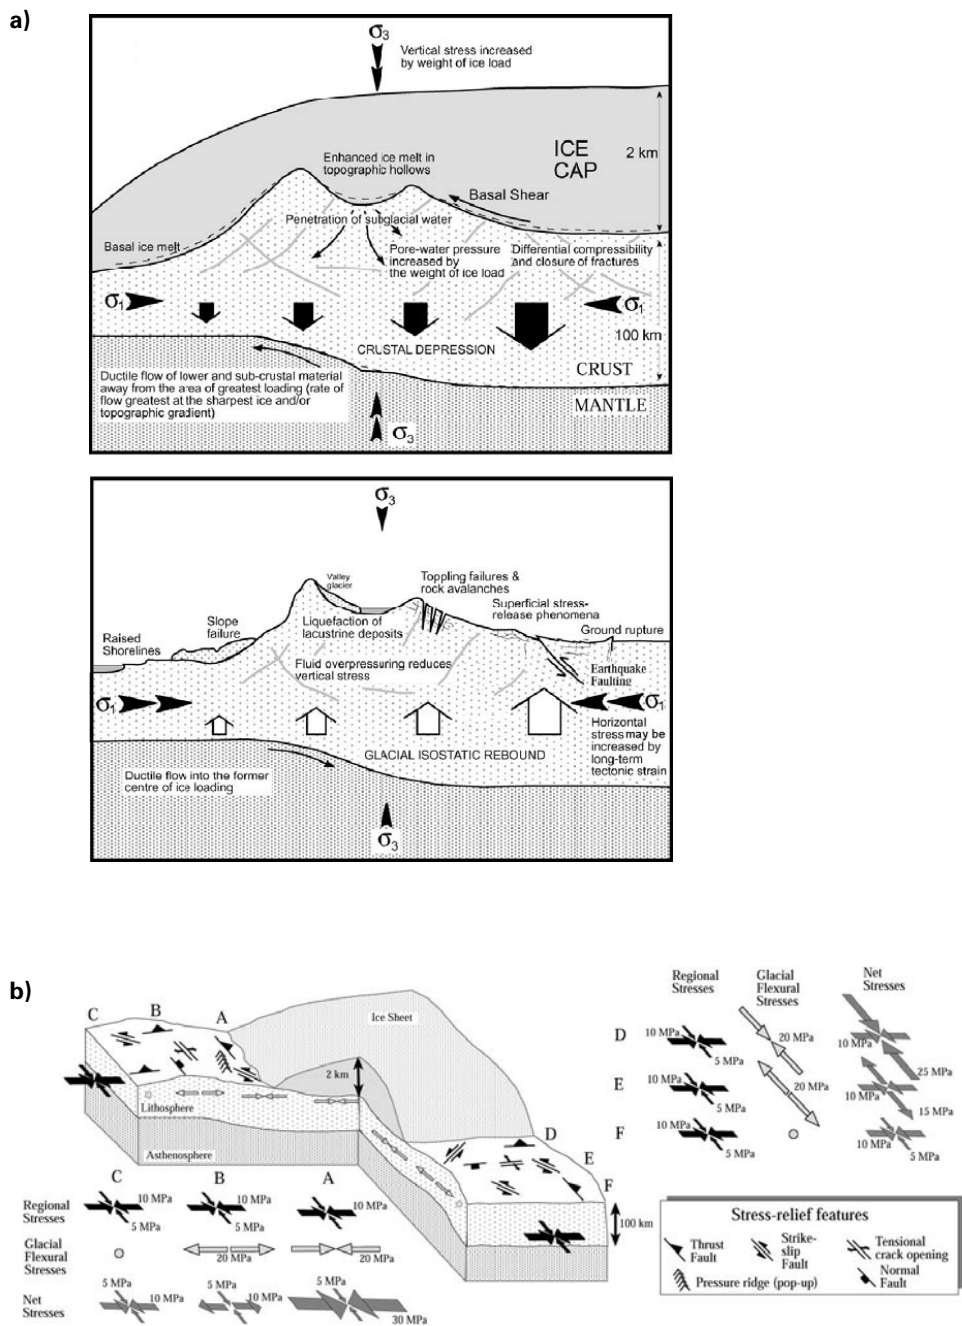 a)
σ3
Vertical stress increased
by weight of ice load
ICE
CAP
2 km
Enhanced ice melt in
topographic hollows
Basal Shear
Penetration of subglacial water
Basal ice melt
Pore-water pressure
increased by
the weight of ice load
Differential compressibility
and closure of fractures
σ1
σ1
100 km
CRUSTAL DEPRESSION
CRUST
Ductile flow of lower and sub-crustal material
away from the area of greatest loading (rate of
flow greatest at the sharpest ice and/or
topographic gradient)
MANTLE
σ3
σ3
Valley
glacier
Toppling failures &
rock avalanches
Superficial stress-
release phenomena
Slope
failure
Liquefaction of
lacustrine deposits
Ground rupture
Raised
Shorelines
Fluid overpressuring reduces
vertical stress
Earthquake
Faulting
σ1
σ1
Horizontal
stress may be
increased by
long-term
tectonic strain
GLACIAL ISOSTATIC REBOUND
Ductile flow into the former
centre of ice loading
σ3
b)
C
B
A
Ice Sheet
2 km
Lithosphere
Asthenosphere
D
E
F
100 km
C
B
A
Regional
Stresses
10 MPa
5 MPa
10 MPa
5 MPa
10 MPa
Glacial
Flexural
Stresses
20 MPa
20 MPa
Net
Stresses
5 MPa
10 MPa
5 MPa
10 MPa
5 MPa
30 MPa
Regional
Stresses
Glacial
Flexural
Stresses
Net
Stresses
D
10 MPa
5 MPa
20 MPa
10 MPa
25 MPa
E
10 MPa
5 MPa
20 MPa
10 MPa
15 MPa
F
10 MPa
5 MPa
10 MPa
5 MPa
Stress-relief features
Thrust
Fault
Strike-
slip
Fault
Tensional
crack opening
Pressure ridge (pop-up)
Normal
Fault